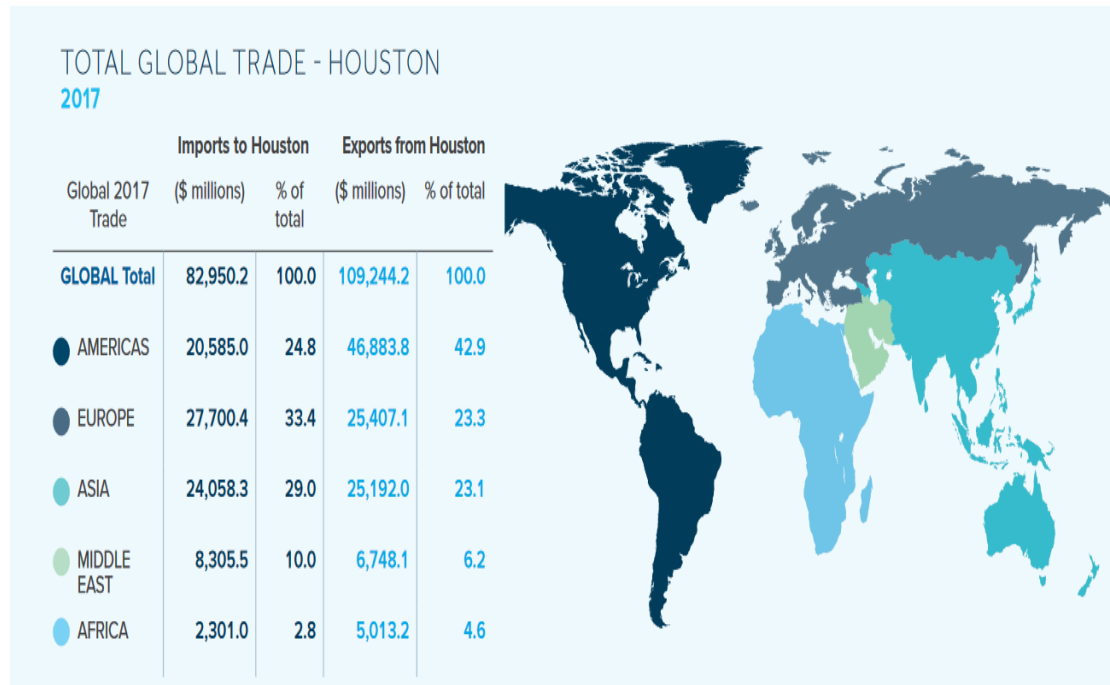 TOTAL GLOBAL TRADE - HOUSTON
2017
Imports to Houston Exports from Houston
Global 2017 Trade ($ millions) % of total ($ millions) % of total
GLOBAL Total 82,950.2 100.0 109,244.2 100.0
AMERICAS 20,585.0 24.8 46,883.8 42.9
EUROPE 27,700.4 33.4 25,407.1 23.3
ASIA 24,058.3 29.0 25,192.0 23.1
MIDDLE EAST 8,305.5 10.0 6,748.1 6.2
AFRICA 2,301.0 2.8 5,013.2 4.6